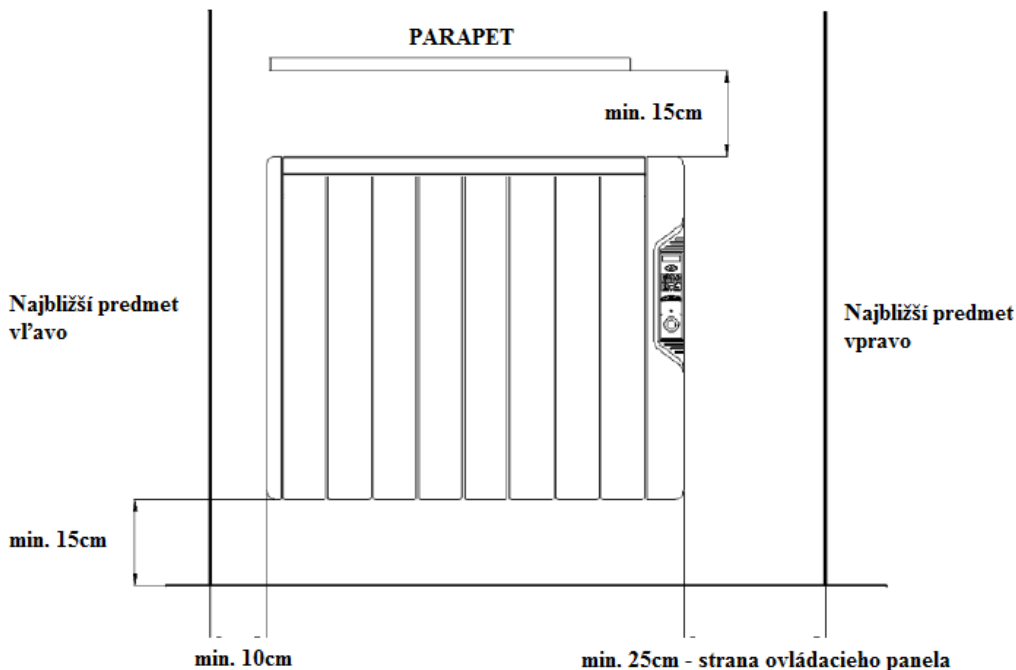 PARAPET
min. 15cm
Najbližší predmet
vľavo
Najbližší predmet
vpravo
min. 15cm
min. 10cm
min. 25cm - strana ovládacieho panela